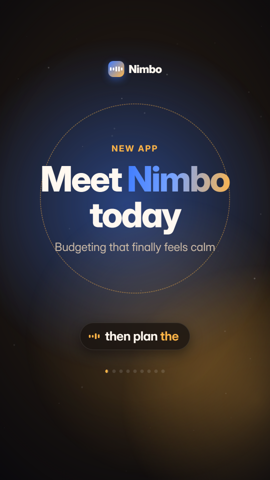 Nimbo
NEW APP
Meet Nimbo
today
Budgeting that finally feels calm
then plan the